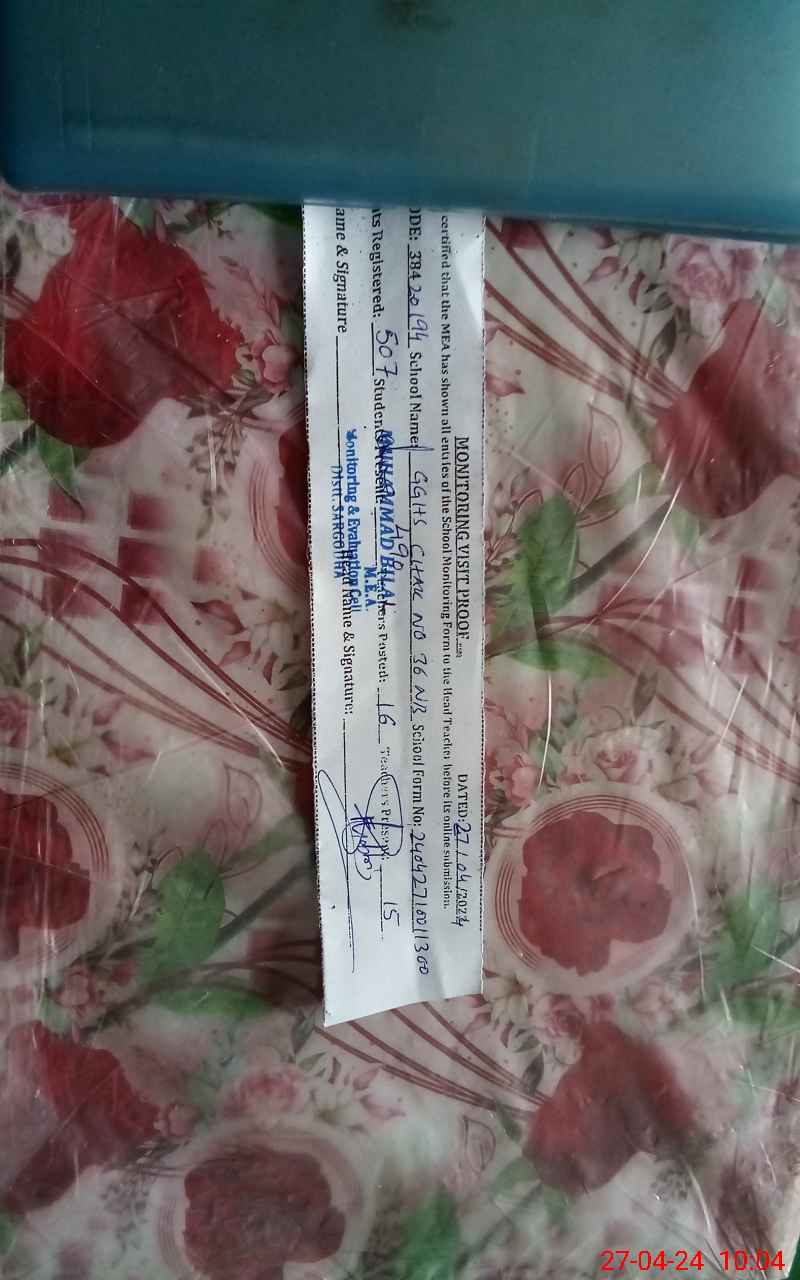 MONITORING VISIT PROOF DATED: 27/04/2024
certified that the MEA has shown all entries of the School Monitoring Form to the Head Teacher before its online submission.
ODE: 38420194 School Name: GGHS CHAK NO 36 NB School Form No: 24042710011300
ts Registered: 507 Students Present: 490 Teachers Posted: 16 Teachers Present: 15
ame & Signature Head Name & Signature:
MUHAMMAD BILAL
M.E.A.
Monitoring & Evaluation Cell
Distt. SARGODHA
27-04-24 10:04